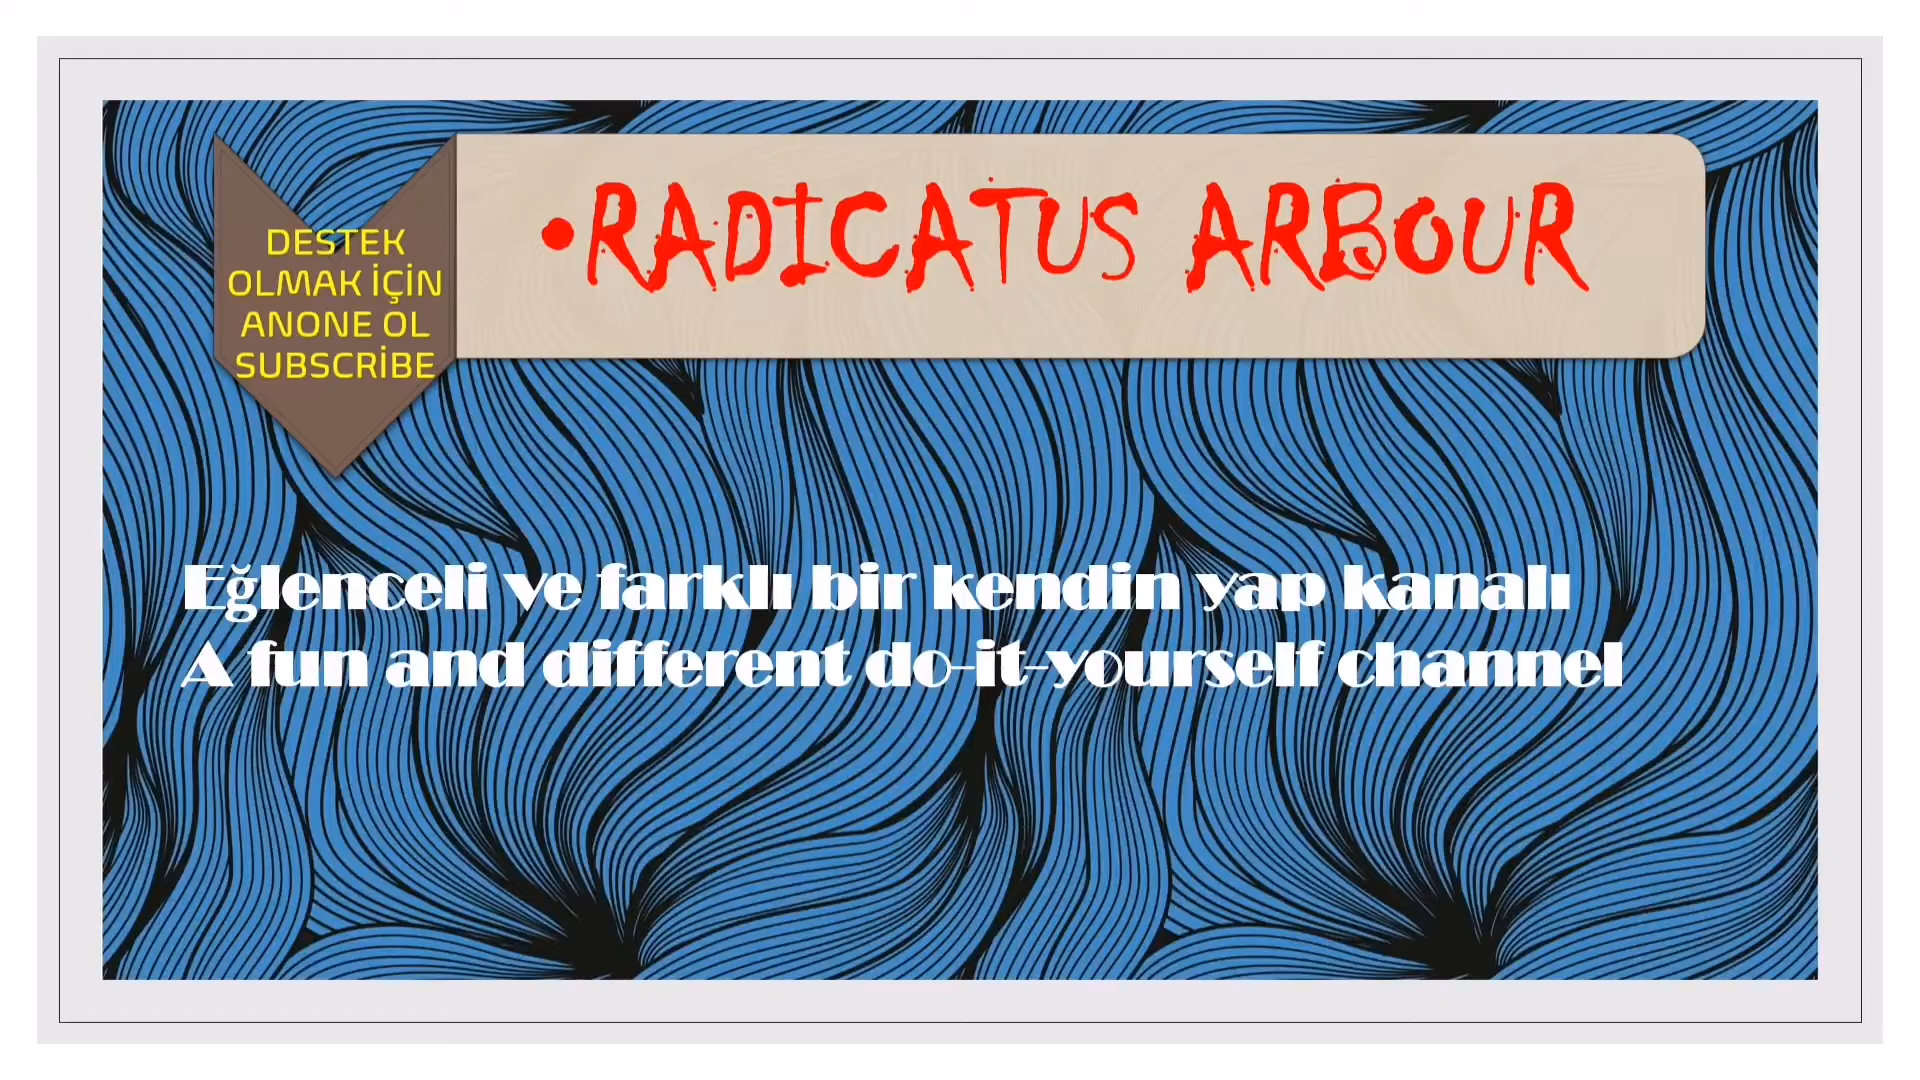 DESTEK
OLMAK İÇİN
ANONE OL
SUBSCRİBE
•RADICATUS ARBOUR
Eğlenceli ve farklı bir kendin yap kanalı
A fun and different do-it-yourself channel